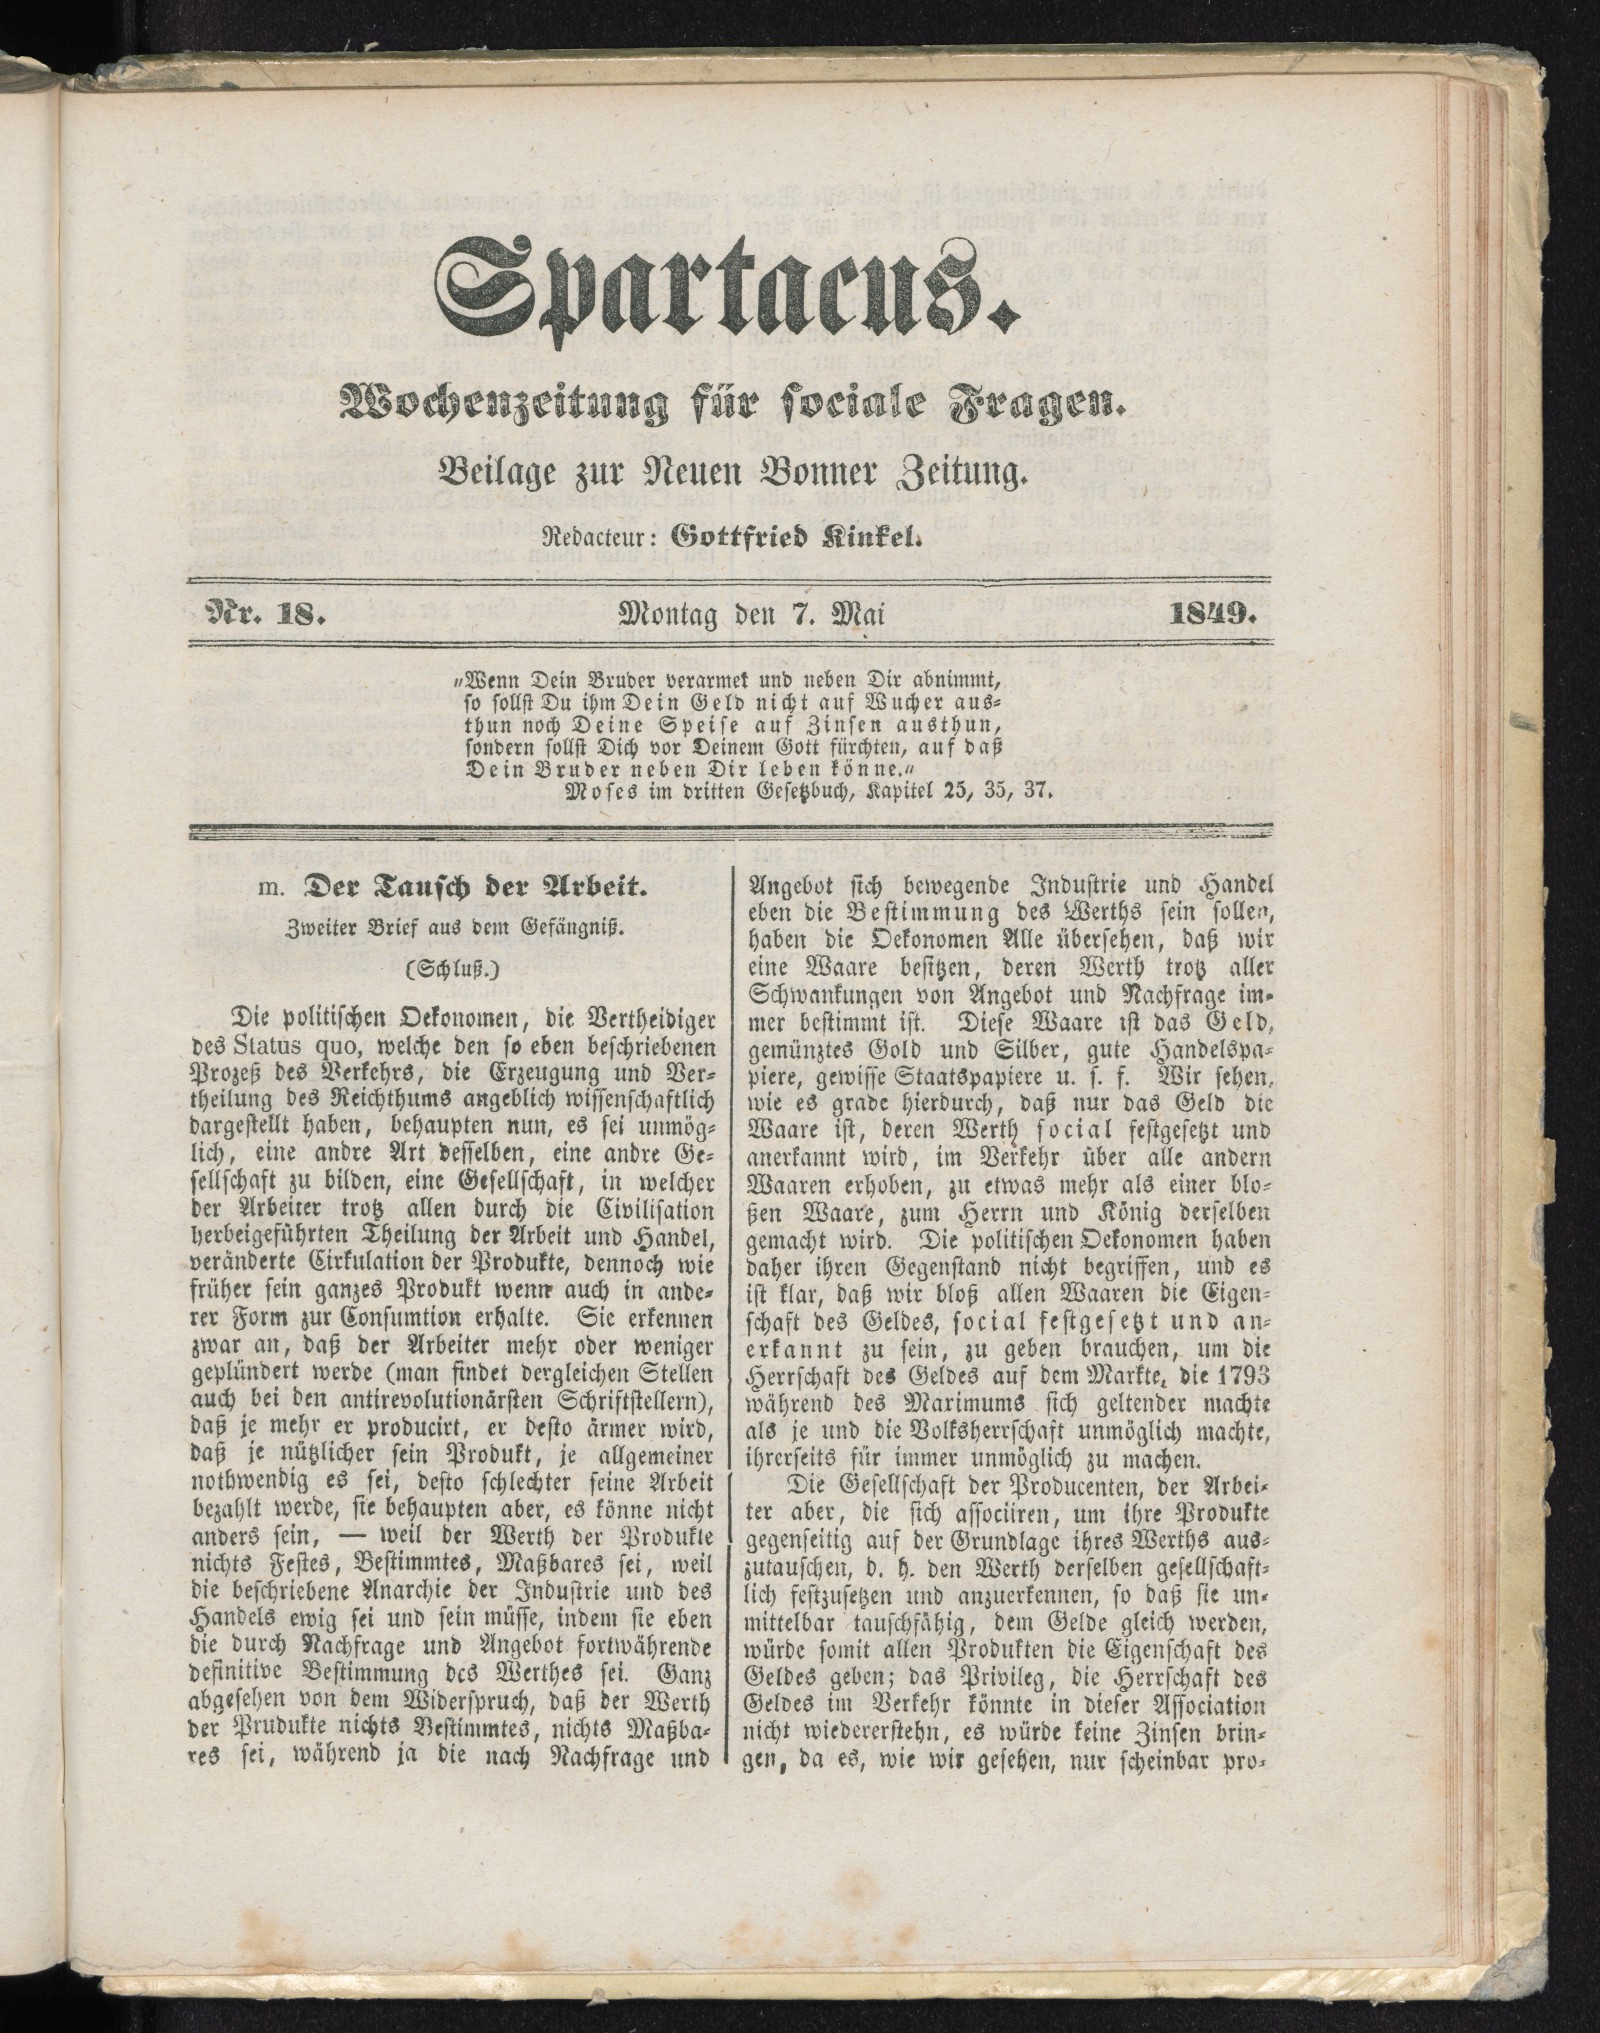 Spartacus.
Wochenzeitung für sociale Fragen.
Beilage zur Neuen Bonner Zeitung.
Redacteur: Gottfried Kinkel.
Nr. 18. Montag den 7. Mai 1849.
„Wenn Dein Bruder verarmet und neben Dir abnimmt,
so sollst Du ihm Dein Geld nicht auf Wucher aus-
thun noch Deine Speise auf Zinsen austhun,
sondern sollst Dich vor Deinem Gott fürchten, auf daß
Dein Bruder neben Dir leben könne.“
Moses im dritten Gesetzbuch, Kapitel 25, 35, 37.
m. Der Tausch der Arbeit.
Zweiter Brief aus dem Gefängniß.
(Schluß.)
Die politischen Oekonomen, die Vertheidiger
des Status quo, welche den so eben beschriebenen
Prozeß des Verkehrs, die Erzeugung und Ver-
theilung des Reichthums angeblich wissenschaftlich
dargestellt haben, behaupten nun, es sei unmög-
lich, eine andre Art desselben, eine andre Ge-
sellschaft zu bilden, eine Gesellschaft, in welcher
der Arbeiter trotz allen durch die Civilisation
herbeigeführten Theilung der Arbeit und Handel,
veränderte Cirkulation der Produkte, dennoch wie
früher sein ganzes Produkt wenn auch in ande-
rer Form zur Consumtion erhalte. Sie erkennen
zwar an, daß der Arbeiter mehr oder weniger
geplündert werde (man findet dergleichen Stellen
auch bei den antirevolutionärsten Schriftstellern),
daß je mehr er producirt, er desto ärmer wird,
daß je nützlicher sein Produkt, je allgemeiner
nothwendig es sei, desto schlechter seine Arbeit
bezahlt werde, sie behaupten aber, es könne nicht
anders sein, — weil der Werth der Produkte
nichts Festes, Bestimmtes, Maßbares sei, weil
die beschriebene Anarchie der Industrie und des
Handels ewig sei und sein müsse, indem sie eben
die durch Nachfrage und Angebot fortwährende
definitive Bestimmung des Werthes sei. Ganz
abgesehen von dem Widerspruch, daß der Werth
der Prudukte nichts Bestimmtes, nichts Maßba-
res sei, während ja die nach Nachfrage und
Angebot sich bewegende Industrie und Handel
eben die Bestimmung des Werths sein sollen,
haben die Oekonomen Alle übersehen, daß wir
eine Waare besitzen, deren Werth trotz aller
Schwankungen von Angebot und Nachfrage im-
mer bestimmt ist. Diese Waare ist das Geld,
gemünztes Gold und Silber, gute Handelspa-
piere, gewisse Staatspapiere u. s. f. Wir sehen,
wie es grade hierdurch, daß nur das Geld die
Waare ist, deren Werth social festgesetzt und
anerkannt wird, im Verkehr über alle andern
Waaren erhoben, zu etwas mehr als einer blo-
ßen Waare, zum Herrn und König derselben
gemacht wird. Die politischen Oekonomen haben
daher ihren Gegenstand nicht begriffen, und es
ist klar, daß wir bloß allen Waaren die Eigen-
schaft des Geldes, social festgesetzt und an-
erkannt zu sein, zu geben brauchen, um die
Herrschaft des Geldes auf dem Markte, die 1793
während des Maximums sich geltender machte
als je und die Volksherrschaft unmöglich machte,
ihrerseits für immer unmöglich zu machen.
Die Gesellschaft der Producenten, der Arbei-
ter aber, die sich associiren, um ihre Produkte
gegenseitig auf der Grundlage ihres Werths aus-
zutauschen, d. h. den Werth derselben gesellschaft-
lich festzusetzen und anzuerkennen, so daß sie un-
mittelbar tauschfähig, dem Gelde gleich werden,
würde somit allen Produkten die Eigenschaft des
Geldes geben; das Privileg, die Herrschaft des
Geldes im Verkehr könnte in dieser Association
nicht wiedererstehn, es würde keine Zinsen brin-
gen, da es, wie wir gesehen, nur scheinbar pro-